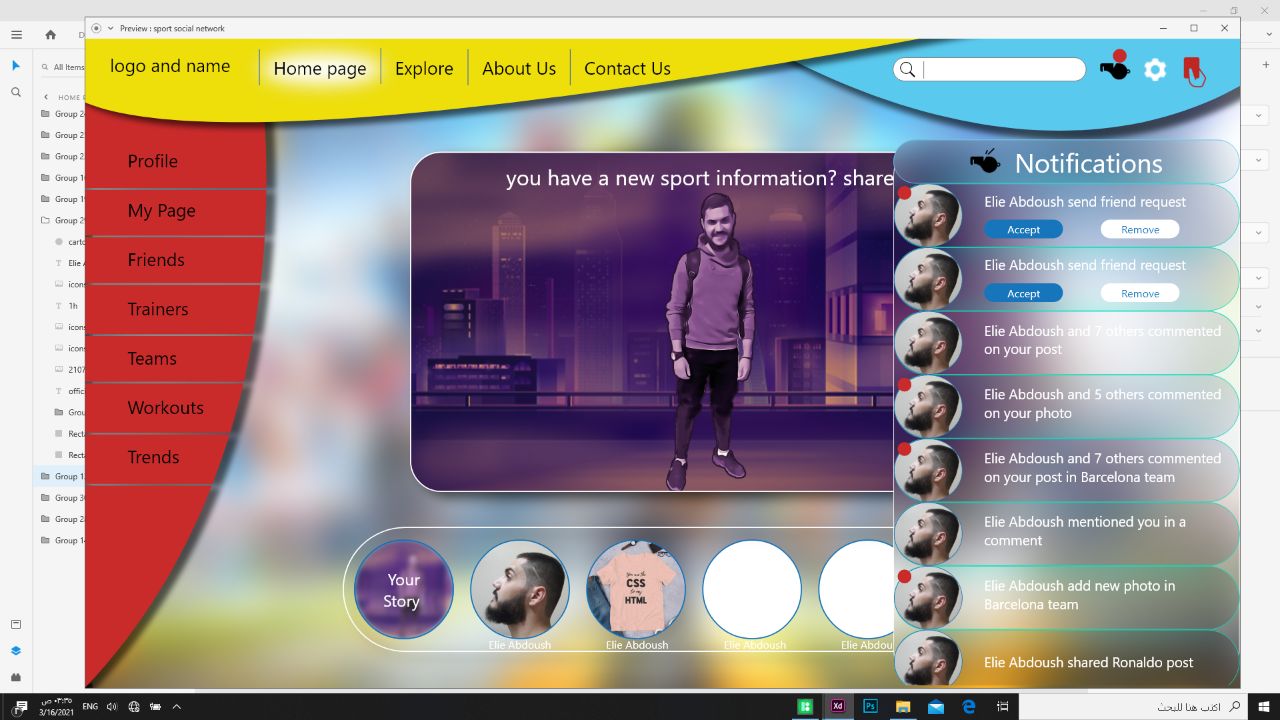 Preview : sport social network
All Items
HOME P
Group 2
Group 2
Group 2
Group 1
Group 1
Group 2
carto
Elie A
icons
1h
icons
icons
2107
offic
Grou
Recta
Recta
Group 1
Group 3
Group 2
Group 1
logo and name
Home page
Explore
About Us
Contact Us
Profile
My Page
Friends
Trainers
Teams
Workouts
Trends
you have a new sport information? share
Your
Story
Elie Abdoush
You are the
CSS
to my
HTML
Elie Abdoush
Elie Abdoush
Elie Abdou
Notifications
Elie Abdoush send friend request
Accept
Remove
Elie Abdoush send friend request
Accept
Remove
Elie Abdoush and 7 others commented
on your post
Elie Abdoush and 5 others commented
on your photo
Elie Abdoush and 7 others commented
on your post in Barcelona team
Elie Abdoush mentioned you in a
comment
Elie Abdoush add new photo in
Barcelona team
Elie Abdoush shared Ronaldo post
3/16/2021
ENG
Xd
Ps
اكتب هنا للبحث